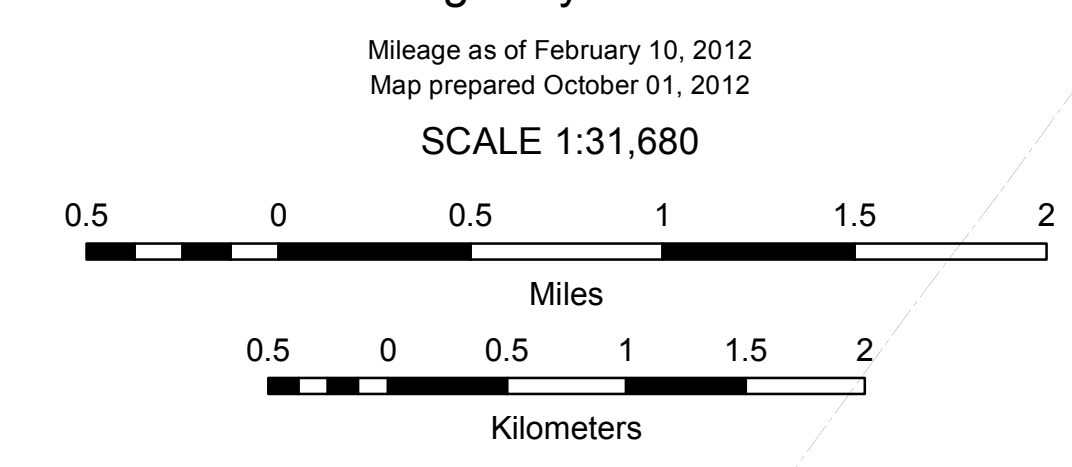 Mileage as of February 10, 2012
Map prepared October 01, 2012
SCALE 1:31,680
0.5 0 0.5 1 1.5 2
Miles
0.5 0 0.5 1 1.5 2
Kilometers